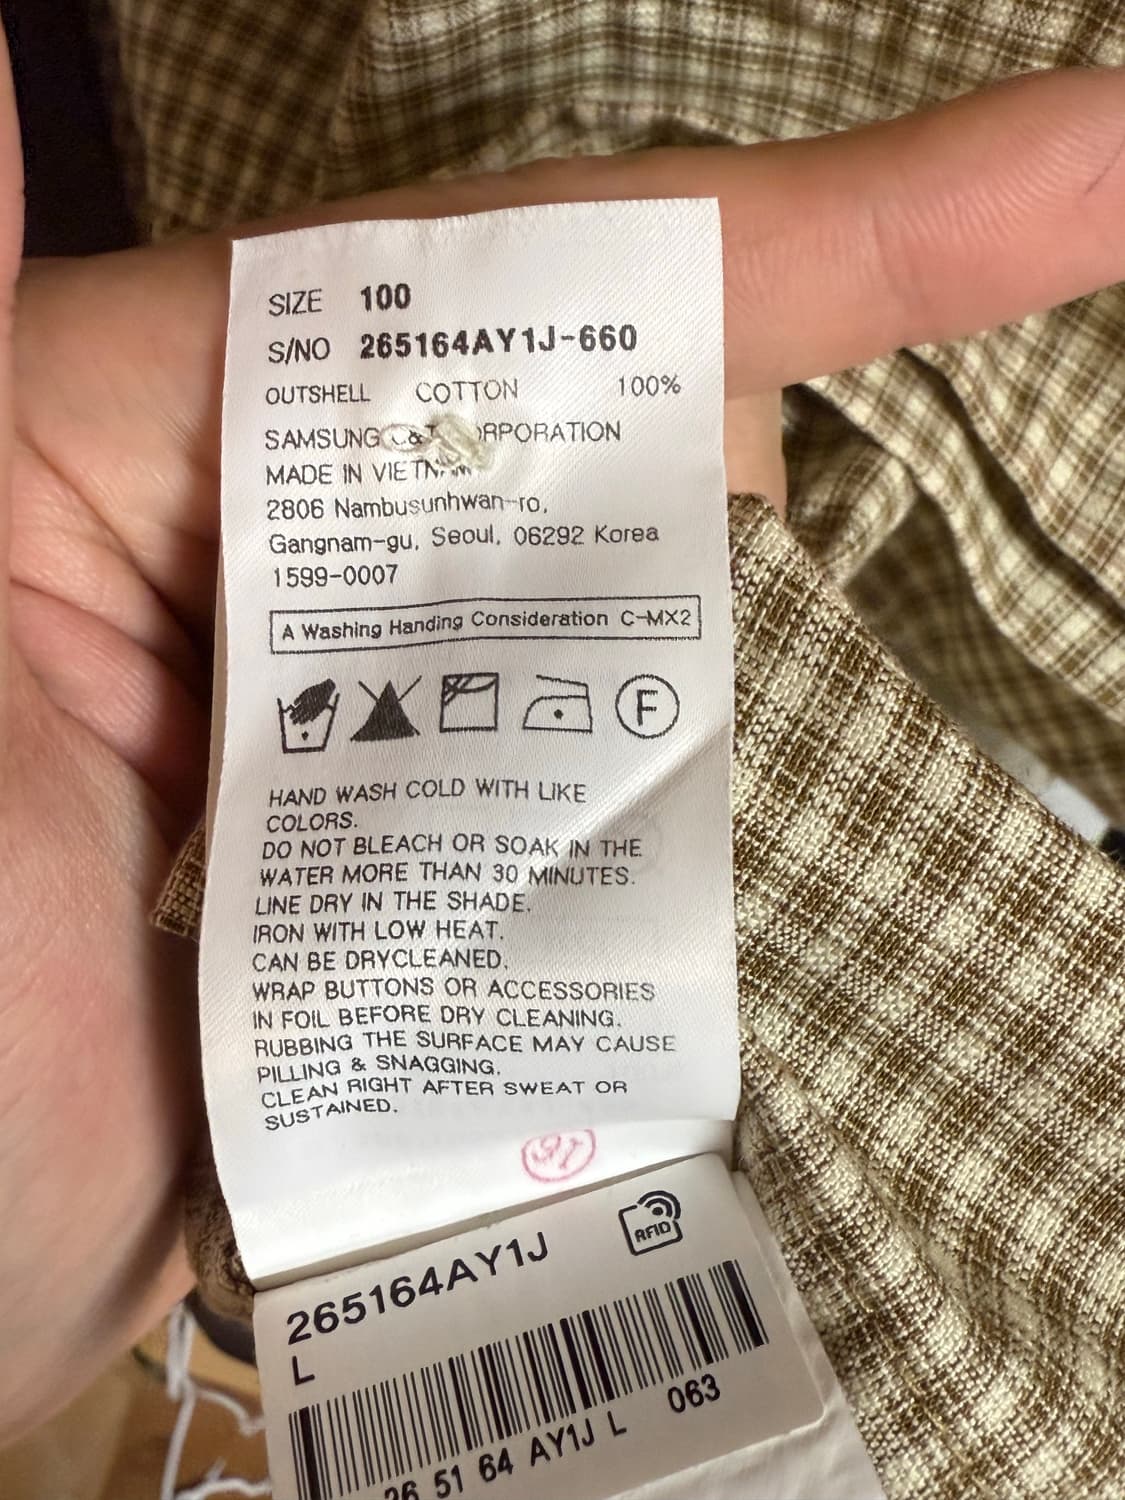 SIZE 100
S/NO 265164AY1J-660
OUTSHELL COTTON 100%
SAMSUNG C&T CORPORATION
MADE IN VIETNAM
2806 Nambusunhwan-ro,
Gangnam-gu, Seoul, 06292 Korea
1599-0007
A Washing Handing Consideration C-MX2
F
HAND WASH COLD WITH LIKE
COLORS.
DO NOT BLEACH OR SOAK IN THE
WATER MORE THAN 30 MINUTES.
LINE DRY IN THE SHADE.
IRON WITH LOW HEAT.
CAN BE DRYCLEANED.
WRAP BUTTONS OR ACCESSORIES
IN FOIL BEFORE DRY CLEANING.
RUBBING THE SURFACE MAY CAUSE
PILLING & SNAGGING.
CLEAN RIGHT AFTER SWEAT OR
SUSTAINED.
RFID
265164AY1J
L
26 51 64 AY1J L 063